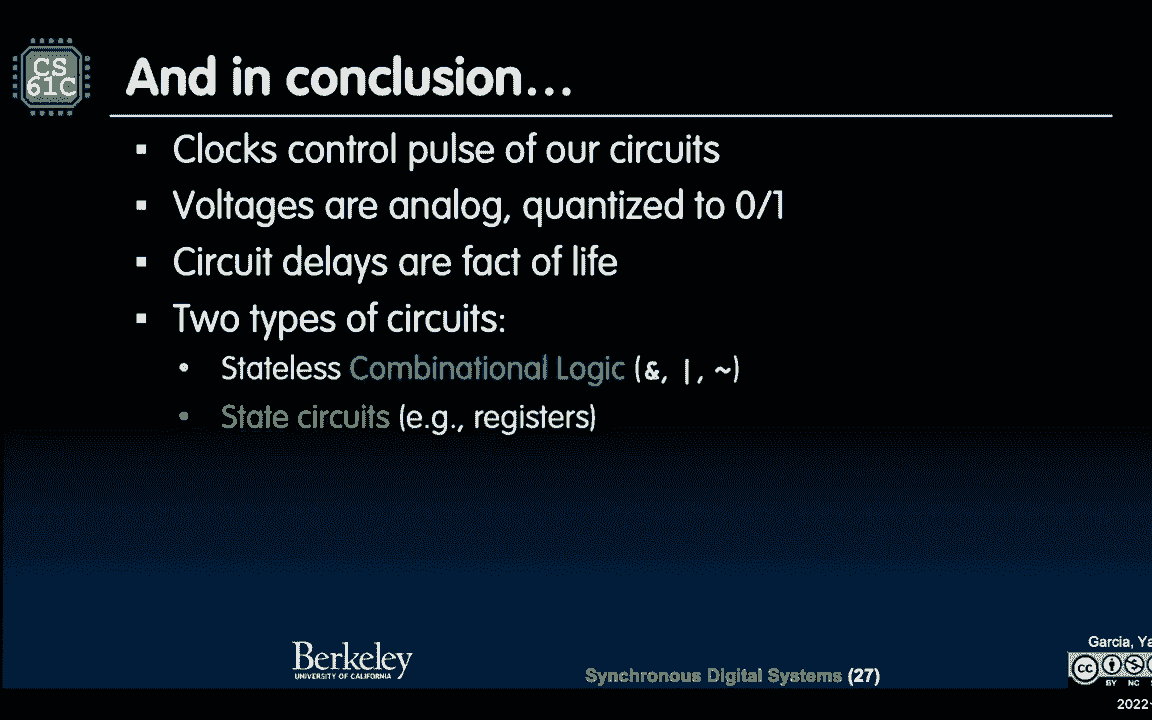 CS
61C
And in conclusion...
▪ Clocks control pulse of our circuits
▪ Voltages are analog, quantized to 0/1
▪ Circuit delays are fact of life
▪ Two types of circuits:
• Stateless Combinational Logic (&, |, ~)
• State circuits (e.g., registers)
Berkeley
UNIVERSITY OF CALIFORNIA
Synchronous Digital Systems (27)
Garcia, Ya
cc
BY NC
2022-